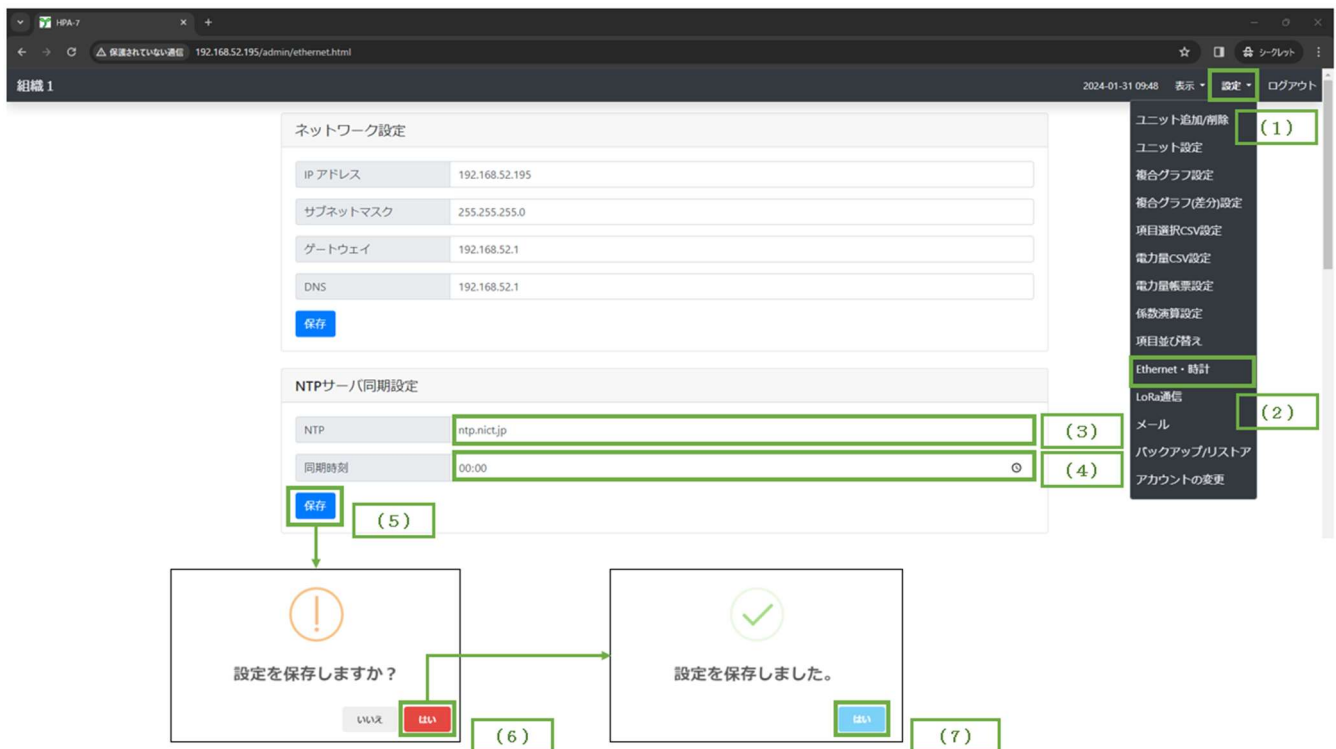 HPA-7
保護されていない通信 192.168.52.195/admin/ethernet.html シークレット
組織 1 2024-01-31 09:48 表示 設定 ログアウト
ネットワーク設定
IP アドレス 192.168.52.195
サブネットマスク 255.255.255.0
ゲートウェイ 192.168.52.1
DNS 192.168.52.1
保存
NTPサーバ同期設定
NTP ntp.nict.jp
(3)
同期時刻 00:00
(4)
保存
(5)
ユニット追加/削除
(1)
ユニット設定
複合グラフ設定
複合グラフ(差分)設定
項目選択CSV設定
電力量CSV設定
電力量帳票設定
係数演算設定
項目並び替え
Ethernet・時計
LoRa通信
(2)
メール
バックアップ/リストア
アカウントの変更
設定を保存しますか?
いいえ はい
(6)
設定を保存しました。
はい
(7)